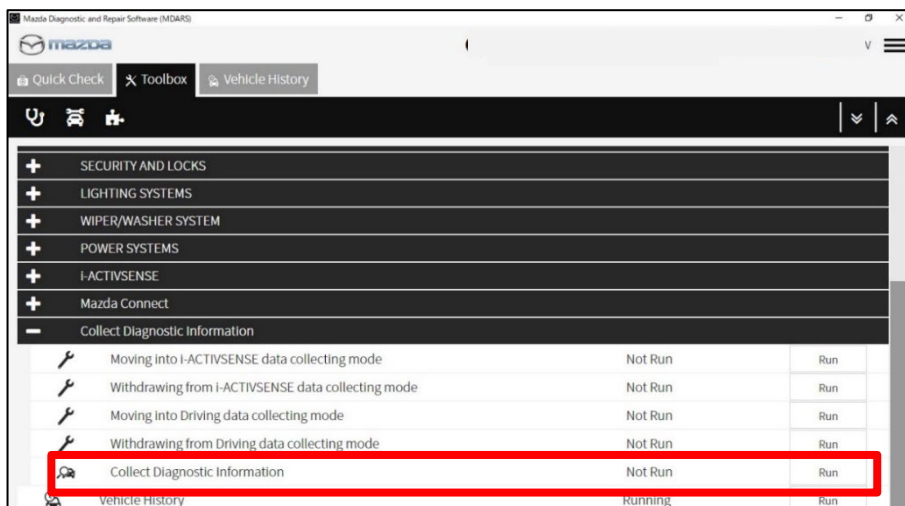 Mazda Diagnostic and Repair Software (MDARS)
mazda
V
Quick Check Toolbox Vehicle History
SECURITY AND LOCKS
LIGHTING SYSTEMS
WIPER/WASHER SYSTEM
POWER SYSTEMS
i-ACTIVSENSE
Mazda Connect
Collect Diagnostic Information
Moving into i-ACTIVSENSE data collecting mode Not Run Run
Withdrawing from i-ACTIVSENSE data collecting mode Not Run Run
Moving into Driving data collecting mode Not Run Run
Withdrawing from Driving data collecting mode Not Run Run
Collect Diagnostic Information Not Run Run
Vehicle History Running Run